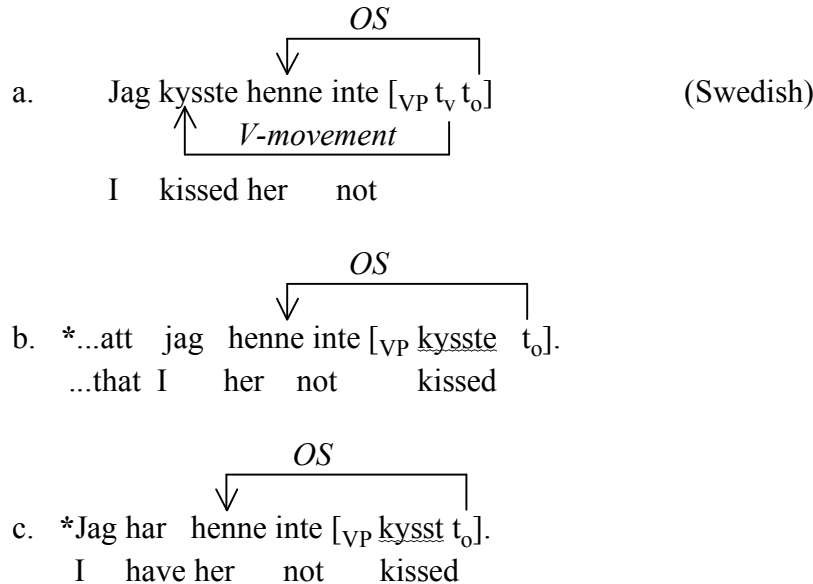 OS
a. Jag kysste henne inte [VP tv to] (Swedish)
V-movement
I kissed her not
OS
b. *...att jag henne inte [VP kysste to].
...that I her not kissed
OS
c. *Jag har henne inte [VP kysst to].
I have her not kissed